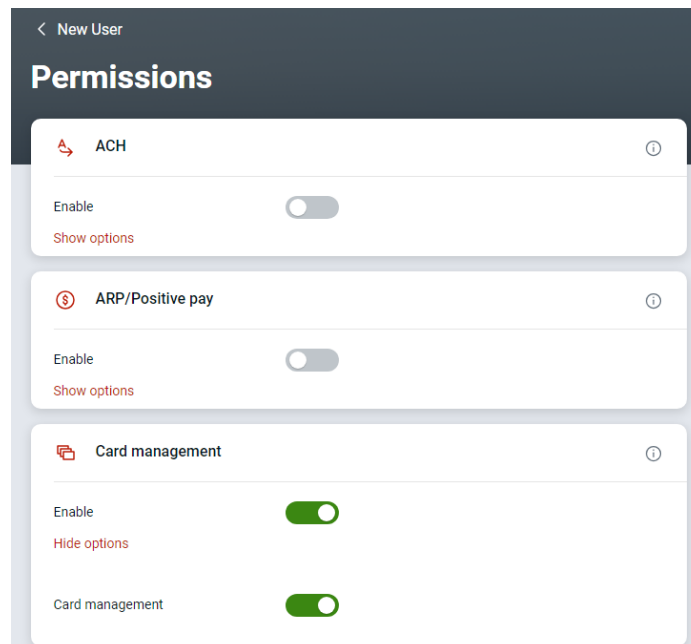 New User
Permissions
ACH
Enable
Show options
ARP/Positive pay
Enable
Show options
Card management
Enable
Hide options
Card management